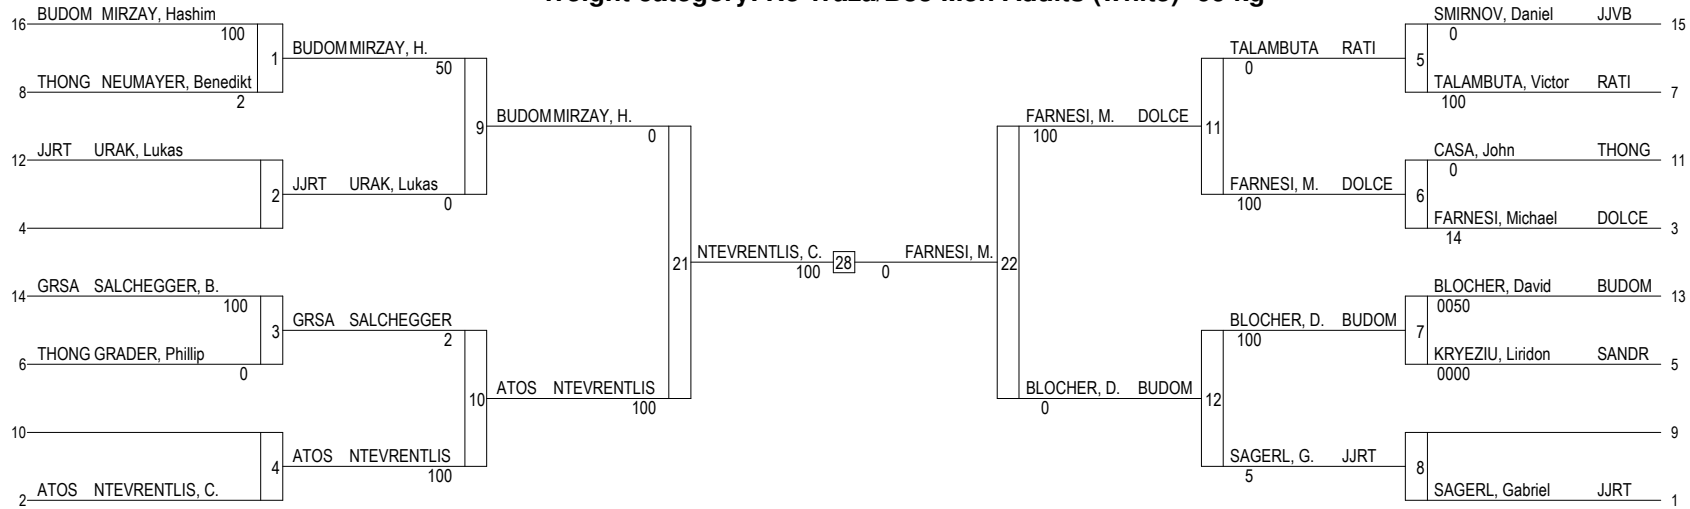 16 BUDOM MIRZAY, Hashim
100
1
8 THONG NEUMAYER, Benedikt
2
BUDOM MIRZAY, H.
50
12 JJRT URAK, Lukas
2
4
JJRT URAK, Lukas
0
9
BUDOM MIRZAY, H.
0
14 GRSA SALCHEGGER, B.
100
3
6 THONG GRADER, Phillip
0
GRSA SALCHEGGER
2
10
4
2 ATOS NTEVRENTLIS, C.
ATOS NTEVRENTLIS
100
10
ATOS NTEVRENTLIS
100
21
NTEVRENTLIS, C.
100
28
FARNESI, M.
0
22
FARNESI, M. DOLCE
100
BLOCHER, D. BUDOM
0
11
TALAMBUTA RATI
0
FARNESI, M. DOLCE
100
12
BLOCHER, D. BUDOM
100
SAGERL, G. JJRT
5
SMIRNOV, Daniel JJVB 15
0
5
TALAMBUTA, Victor RATI 7
100
CASA, John THONG 11
0
6
FARNESI, Michael DOLCE 3
14
BLOCHER, David BUDOM 13
0050
7
KRYEZIU, Liridon SANDR 5
0000
9
8
SAGERL, Gabriel JJRT 1